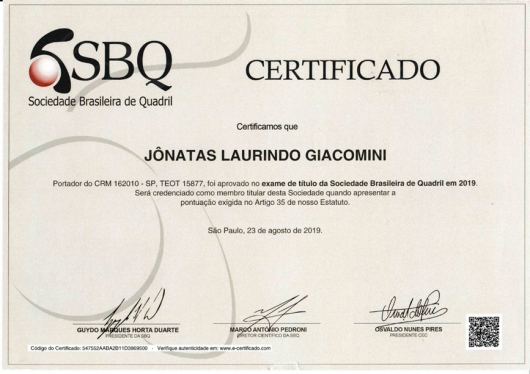 SBQ
Sociedade Brasileira de Quadril
CERTIFICADO
Certificamos que
JÔNATAS LAURINDO GIACOMINI
Portador do CRM 162010 - SP, TEOT 15877, foi aprovado no exame de título da Sociedade Brasileira de Quadril em 2019.
Será credenciado como membro titular desta Sociedade quando apresentar a
pontuação exigida no Artigo 35 de nosso Estatuto.
São Paulo, 23 de agosto de 2019.
GUYDO MARQUES HORTA DUARTE
PRESIDENTE DA SBQ
MARCO ANTÔNIO PEDRONI
DIRETOR CIENTÍFICO DA SBQ
OSVALDO NUNES PIRES
PRESIDENTE CEC
Código do Certificado: Verifique autenticidade em: www.e-certificado.com